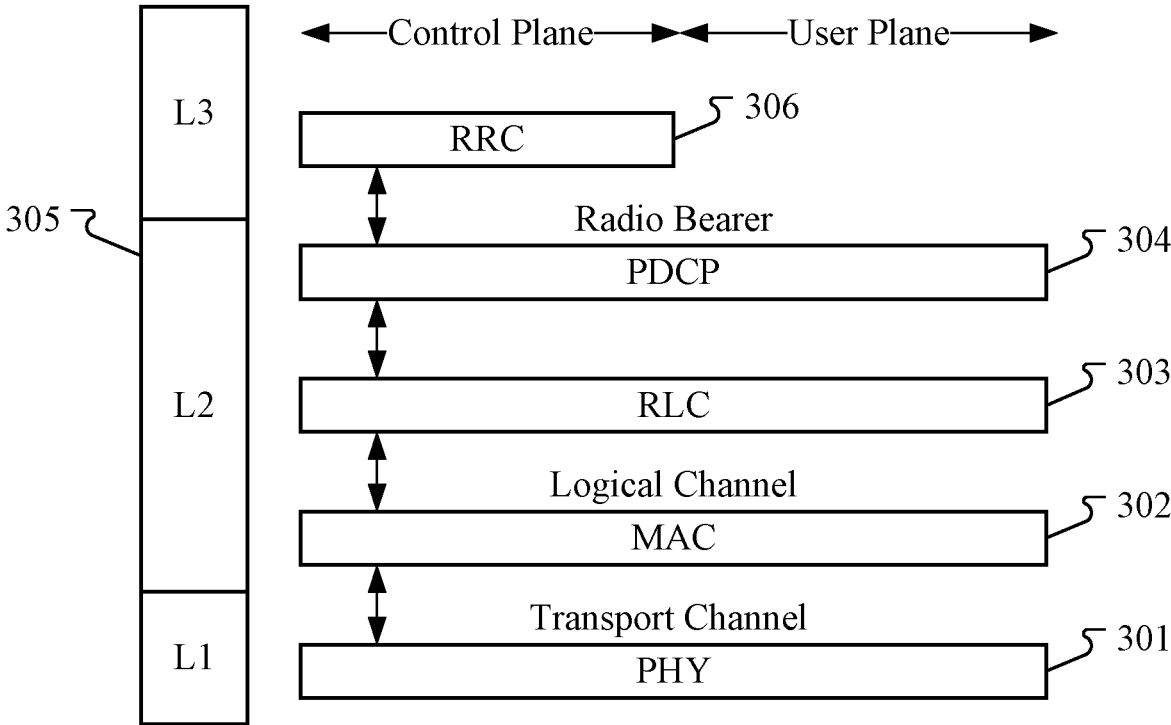 Control Plane User Plane
L3
306
RRC
305
Radio Bearer
304
PDCP
303
L2
RLC
Logical Channel
302
MAC
Transport Channel
301
L1
PHY